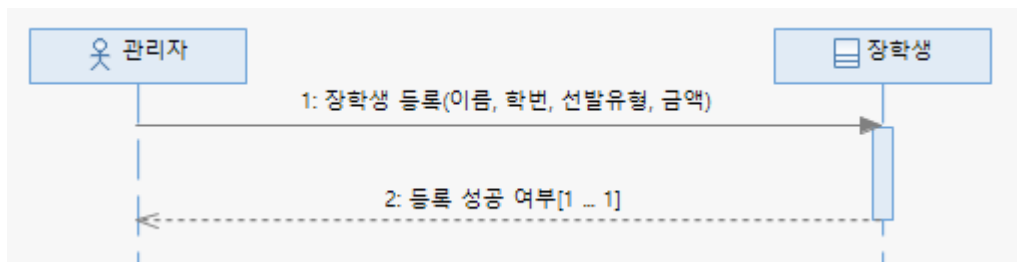 관리자
장학생
1: 장학생 등록(이름, 학번, 선발유형, 금액)
2: 등록 성공 여부[1 ... 1]